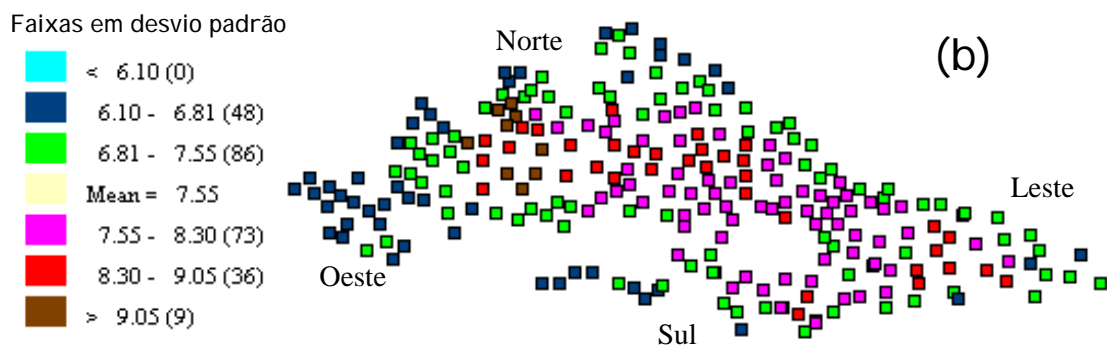 Faixas em desvio padrão
< 6.10 (0)
6.10 - 6.81 (48)
6.81 - 7.55 (86)
Mean = 7.55
7.55 - 8.30 (73)
8.30 - 9.05 (36)
> 9.05 (9)
Norte
(b)
Leste
Oeste
Sul